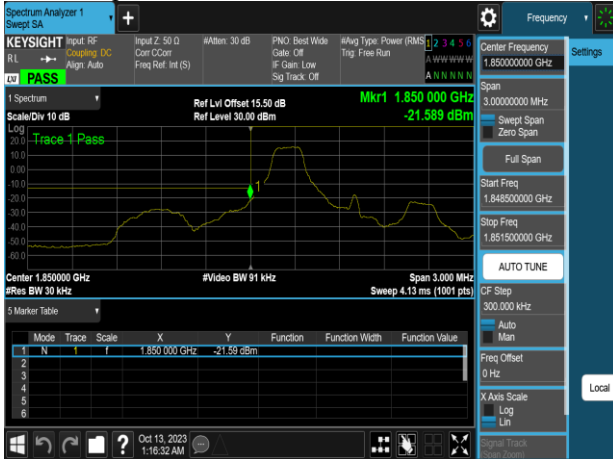 Spectrum Analyzer 1
Swept SA
+
Frequency
KEYSIGHT
RL
LXI
PASS
Input: RF
Coupling: DC
Align: Auto
Input Z: 50 Ω
Corr CCorr
Freq Ref: Int (S)
#Atten: 30 dB
PNO: Best Wide
Gate: Off
IF Gain: Low
Sig Track: Off
#Avg Type: Power (RMS
Trig: Free Run
1 2 3 4 5 6
A W W W W W
A N N N N N
1 Spectrum
Scale/Div 10 dB
Ref Lvl Offset 15.50 dB
Ref Level 30.00 dBm
Mkr1 1.850 000 GHz
-21.589 dBm
Log
Trace 1 Pass
20.0
10.0
0.00
-10.0
-20.0
-30.0
-40.0
-50.0
-60.0
1
Center 1.850000 GHz
#Res BW 30 kHz
#Video BW 91 kHz
Span 3.000 MHz
Sweep 4.13 ms (1001 pts)
5 Marker Table
Mode Trace Scale X Y Function Function Width Function Value
1 N 1 f 1.850 000 GHz -21.59 dBm
2
3
4
5
6
Oct 13, 2023
1:16:32 AM
Center Frequency
1.850000000 GHz
Span
3.00000000 MHz
Swept Span
Zero Span
Full Span
Start Freq
1.848500000 GHz
Stop Freq
1.851500000 GHz
AUTO TUNE
CF Step
300.000 kHz
Auto
Man
Freq Offset
0 Hz
X Axis Scale
Log
Lin
Signal Track
(Span Zoom)
Settings
Local